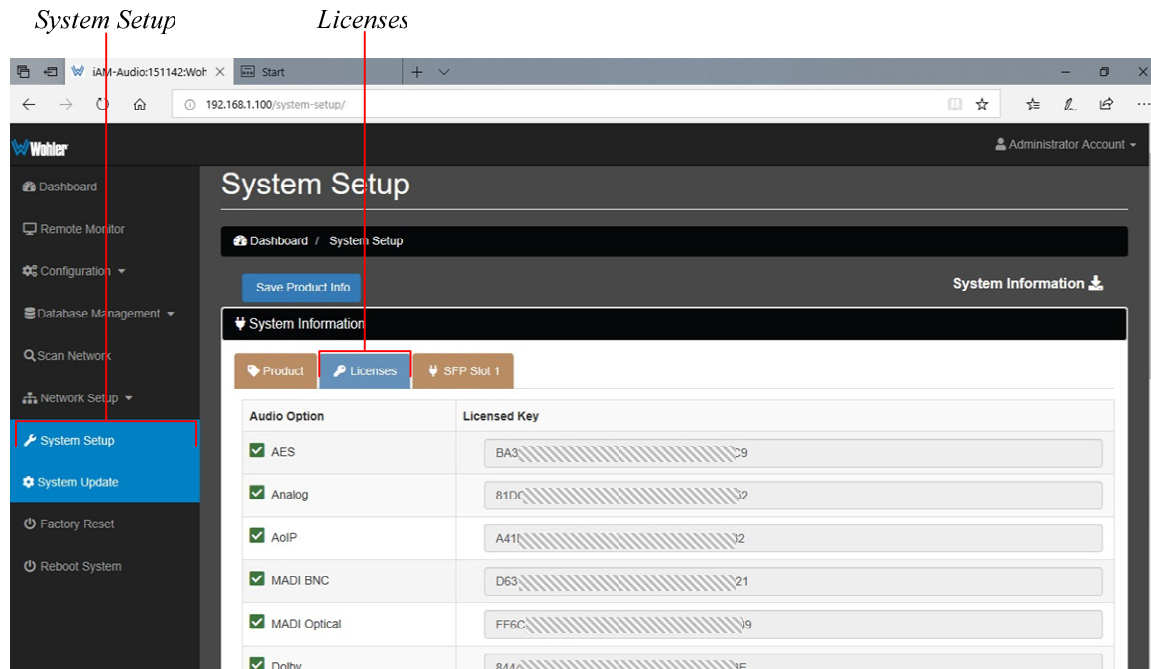 System Setup Licenses
iAM-Audio:151142:Woh Start
192.168.1.100/system-setup/
Wohler Administrator Account
Dashboard
System Setup
Remote Monitor
Dashboard / System Setup
Configuration
Save Product Info System Information
Database Management
System Information
Scan Network
Product Licenses SFP Slot 1
Network Setup
Audio Option Licensed Key
System Setup
AES BA3 C9
System Update
Analog 81D
Factory Reset
AoIP A41
Reboot System
MADI BNC D63 21
MADI Optical FF6C 99
Dolby 844